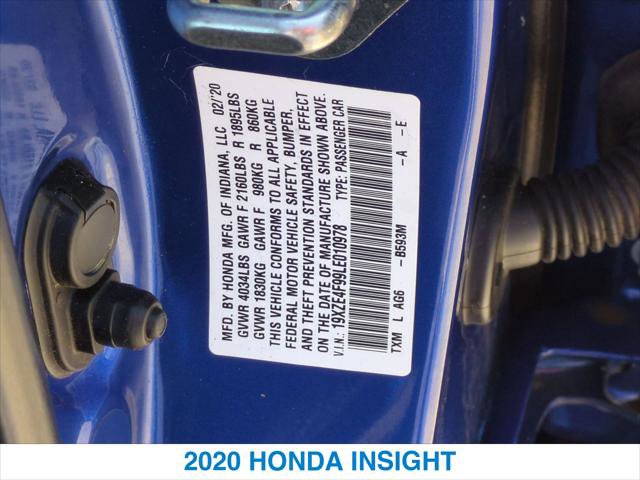 MFD. BY HONDA MFG. OF INDIANA, LLC 02/'20
GVWR 4034LBS GAWR F 2160LBS R 1895LBS
GVWR 1830KG GAWR F 980KG R 860KG
THIS VEHICLE CONFORMS TO ALL APPLICABLE
FEDERAL MOTOR VEHICLE SAFETY, BUMPER,
AND THEFT PREVENTION STANDARDS IN EFFECT
ON THE DATE OF MANUFACTURE SHOWN ABOVE.
V.I.N.: 19XZE4F99LE010978 TYPE: PASSENGER CAR
TXM L AG6 -B593M -A -E
2020 HONDA INSIGHT